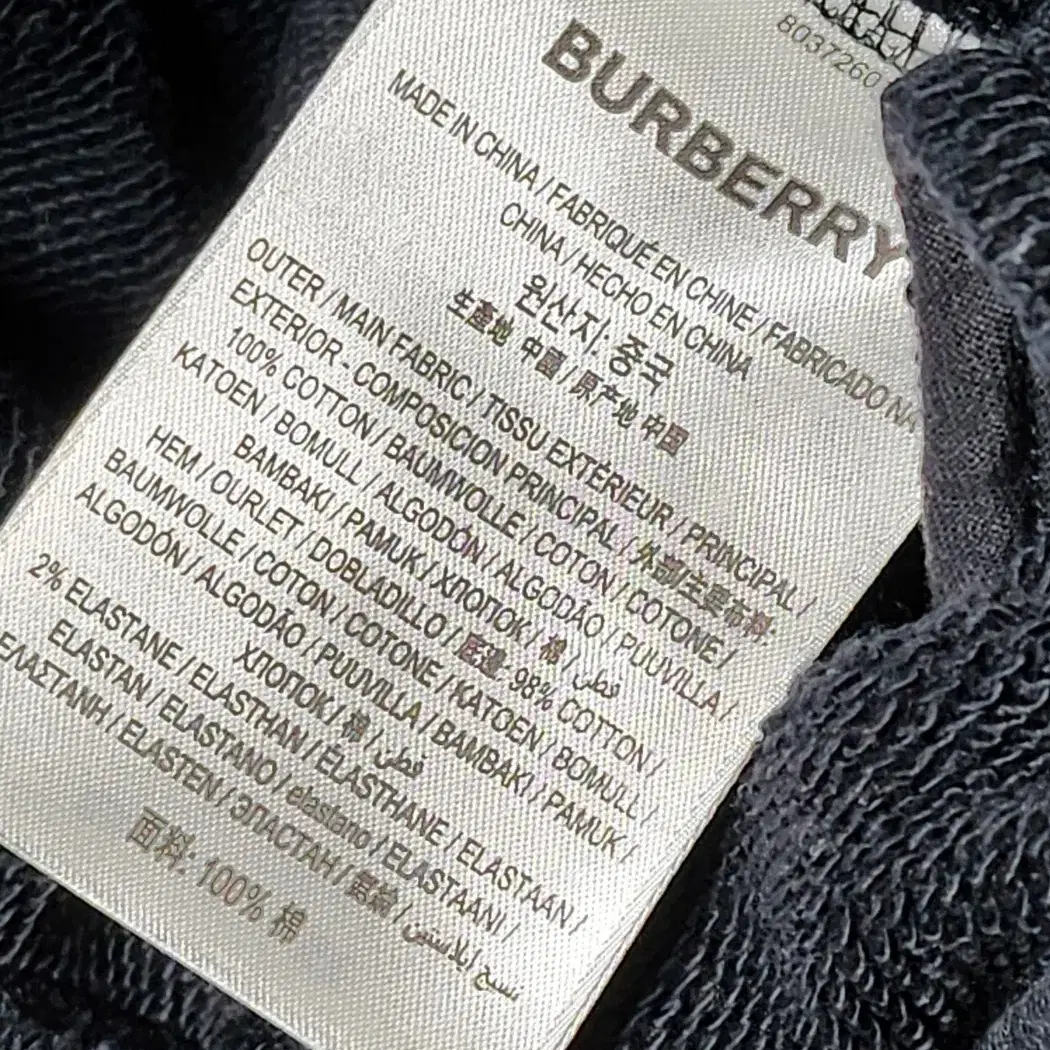 8037260
BURBERRY
MADE IN CHINA / FABRIQUÉ EN CHINE / FABRICADO NA
CHINA / HECHO EN CHINA
원산지: 중국
生產地 中國 / 原产地 中国
OUTER / MAIN FABRIC / TISSU EXTÉRIEUR / PRINCIPAL /
EXTERIOR - COMPOSICION PRINCIPAL / 外部/主要布料:
100% COTTON / BAUMWOLLE / COTON / COTONE /
KATOEN / BOMULL / ALGODÓN / ALGODÃO / PUUVILLA /
BAMBAKI / PAMUK / ХЛОПОК / 棉 / قطن
HEM / OURLET / DOBLADILLO / 底邊: 98% COTTON /
BAUMWOLLE / COTON / COTONE / KATOEN / BOMULL /
ALGODÓN / ALGODÃO / PUUVILLA / BAMBAKI / PAMUK /
ХЛОПОК / 棉 / قطن
2% ELASTANE / ELASTHAN / ÉLASTHANE / ELASTAAN /
ELASTAN / ELASTANO / elastano / ELASTAANI /
ΕΛΑΣΤΑΝΗ / ELASTEN / ЭЛАСТАН / 氨綸 / نسيج إيلاستين
面料: 100% 棉